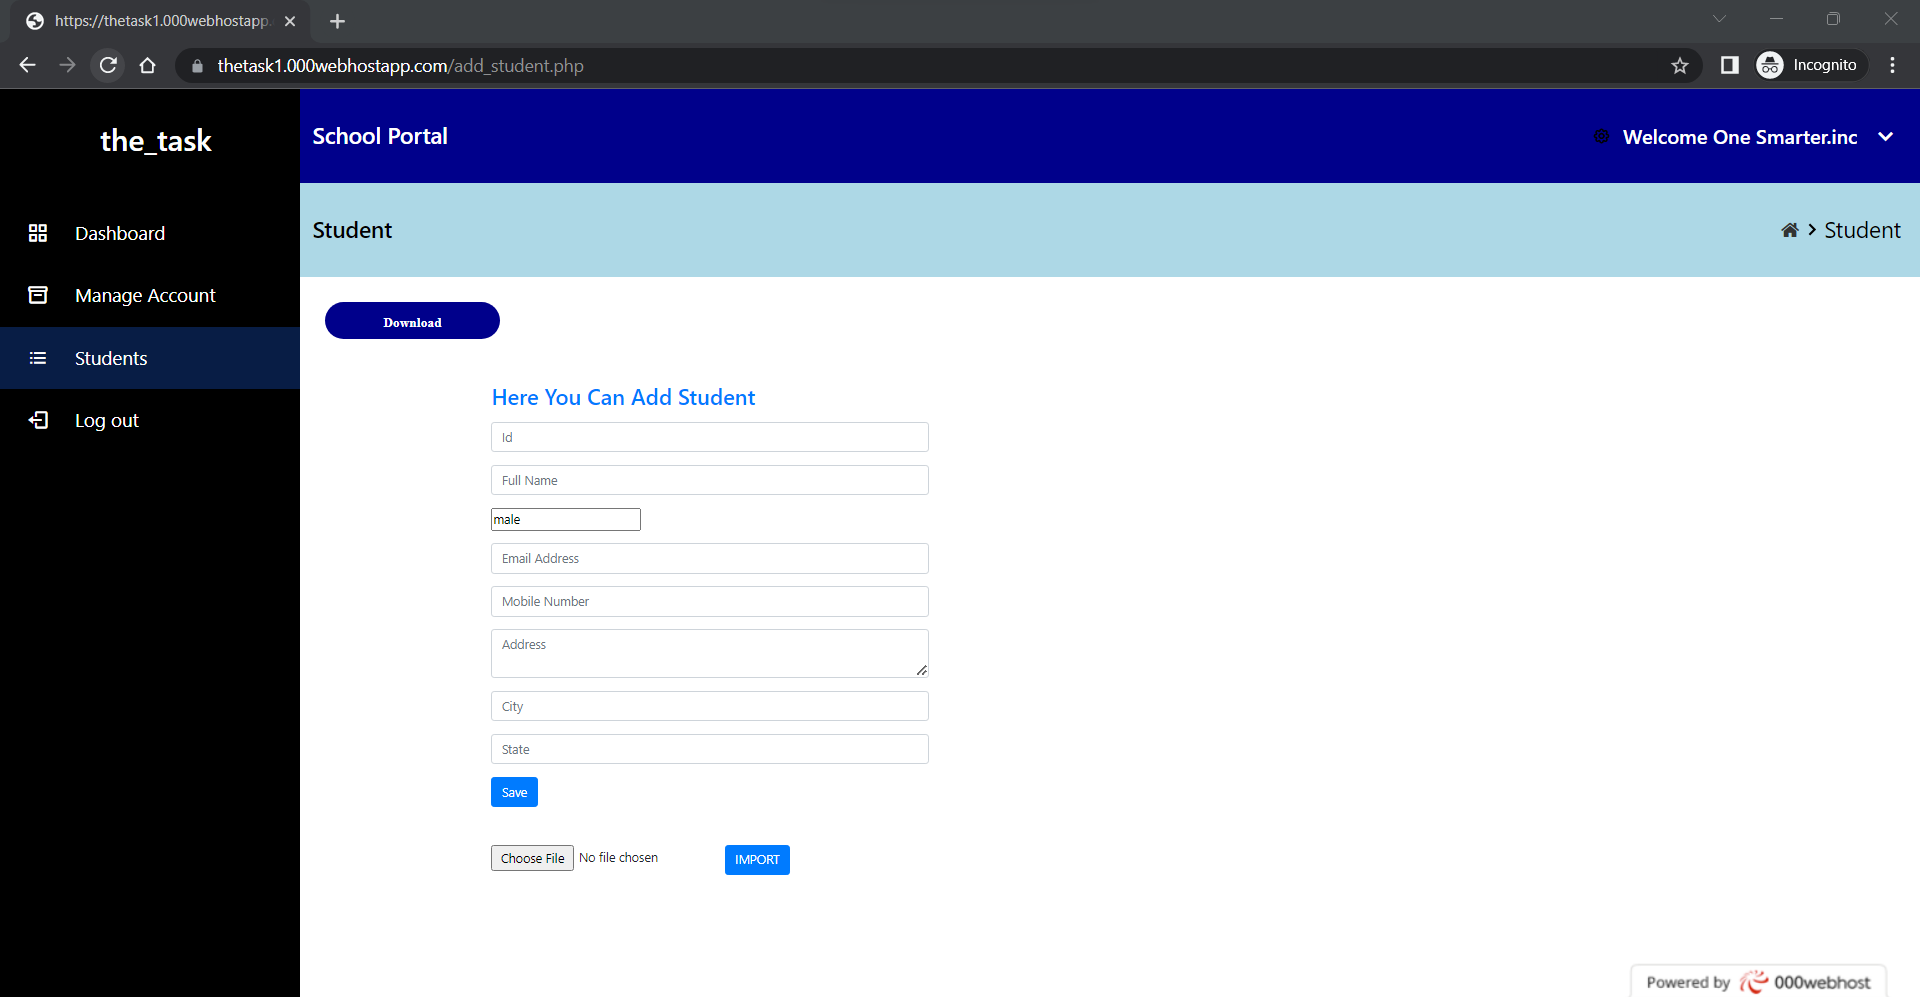 https://thetask1.000webhostapp.
thetask1.000webhostapp.com/add_student.php
Incognito
the_task
School Portal
Welcome One Smarter.inc
Dashboard
Manage Account
Students
Log out
Student
Student
Download
Here You Can Add Student
Id
Full Name
male
Email Address
Mobile Number
Address
City
State
Save
Choose File No file chosen
IMPORT
Powered by 000webhost